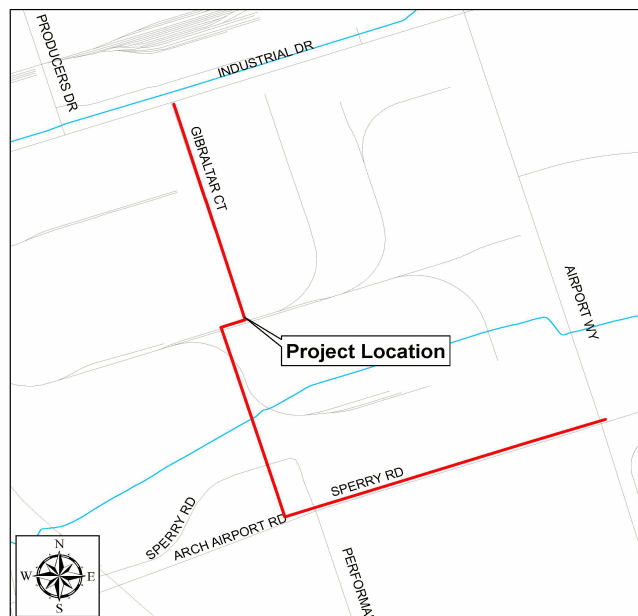 PRODUCERS DR
INDUSTRIAL DR
GIBRALTAR CT
AIRPORT WY
Project Location
SPERRY RD
SPERRY RD
ARCH AIRPORT RD
N
W E
S